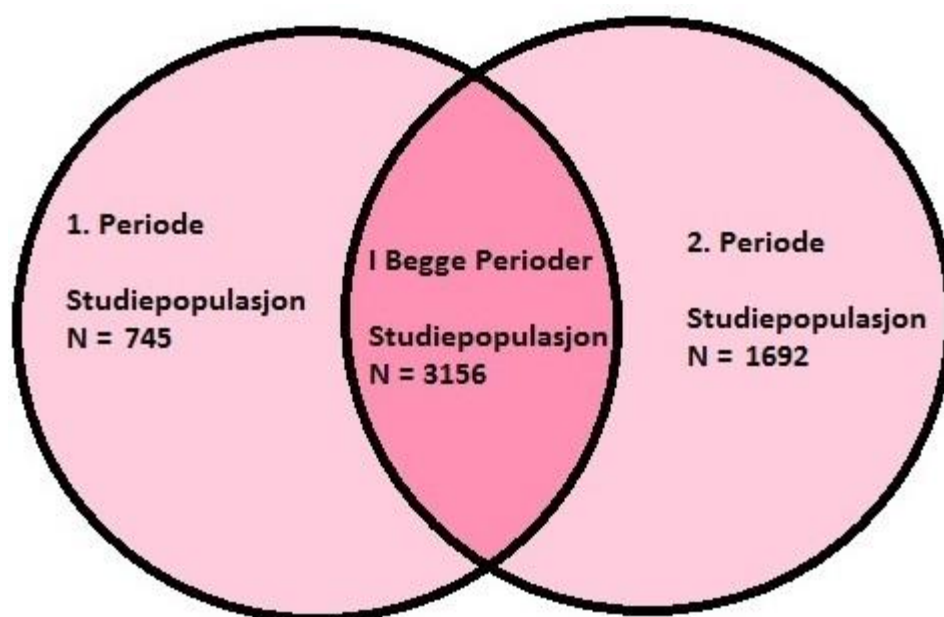 1. Periode
Studiepopulasjon
N = 745
I Begge Perioder
Studiepopulasjon
N = 3156
2. Periode
Studiepopulasjon
N = 1692